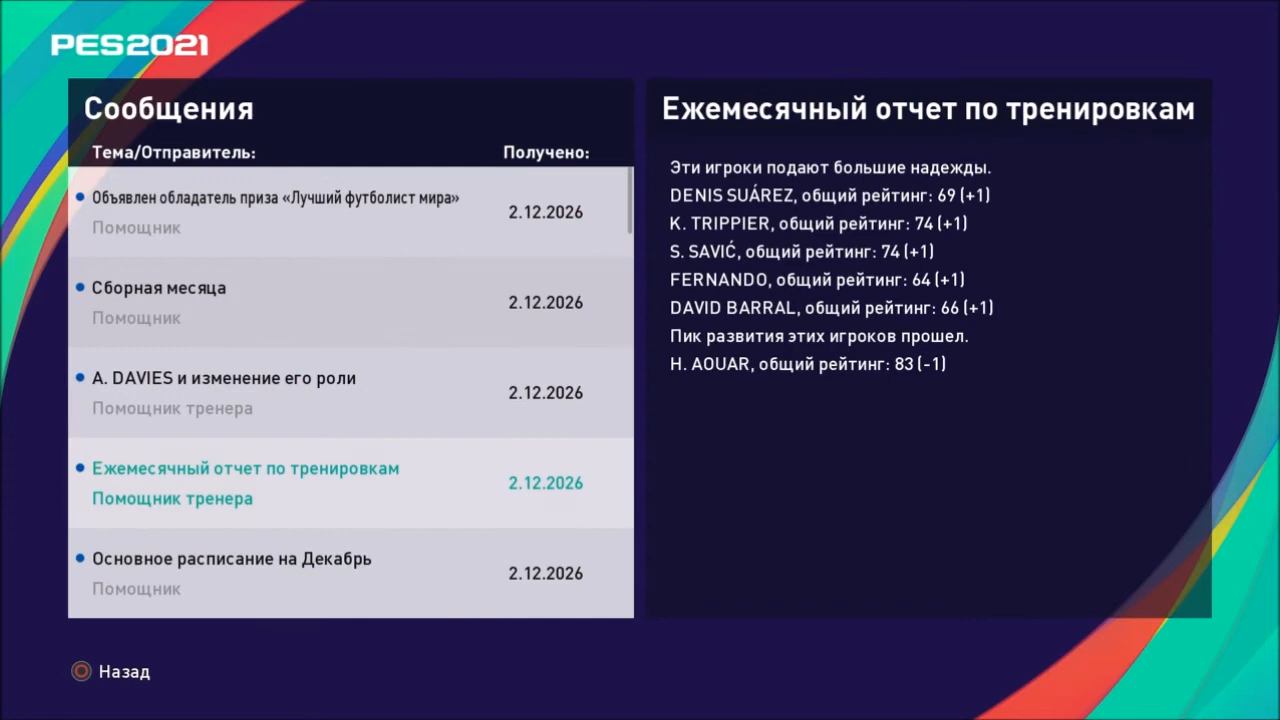 PES2021
Сообщения
Тема/Отправитель: Получено:
Объявлен обладатель приза «Лучший футболист мира»
Помощник
2.12.2026
Сборная месяца
Помощник
2.12.2026
A. DAVIES и изменение его роли
Помощник тренера
2.12.2026
Ежемесячный отчет по тренировкам
Помощник тренера
2.12.2026
Основное расписание на Декабрь
Помощник
2.12.2026
Ежемесячный отчет по тренировкам
Эти игроки подают большие надежды.
DENIS SUÁREZ, общий рейтинг: 69 (+1)
K. TRIPPIER, общий рейтинг: 74 (+1)
S. SAVIĆ, общий рейтинг: 74 (+1)
FERNANDO, общий рейтинг: 64 (+1)
DAVID BARRAL, общий рейтинг: 66 (+1)
Пик развития этих игроков прошел.
H. AOUAR, общий рейтинг: 83 (-1)
Назад